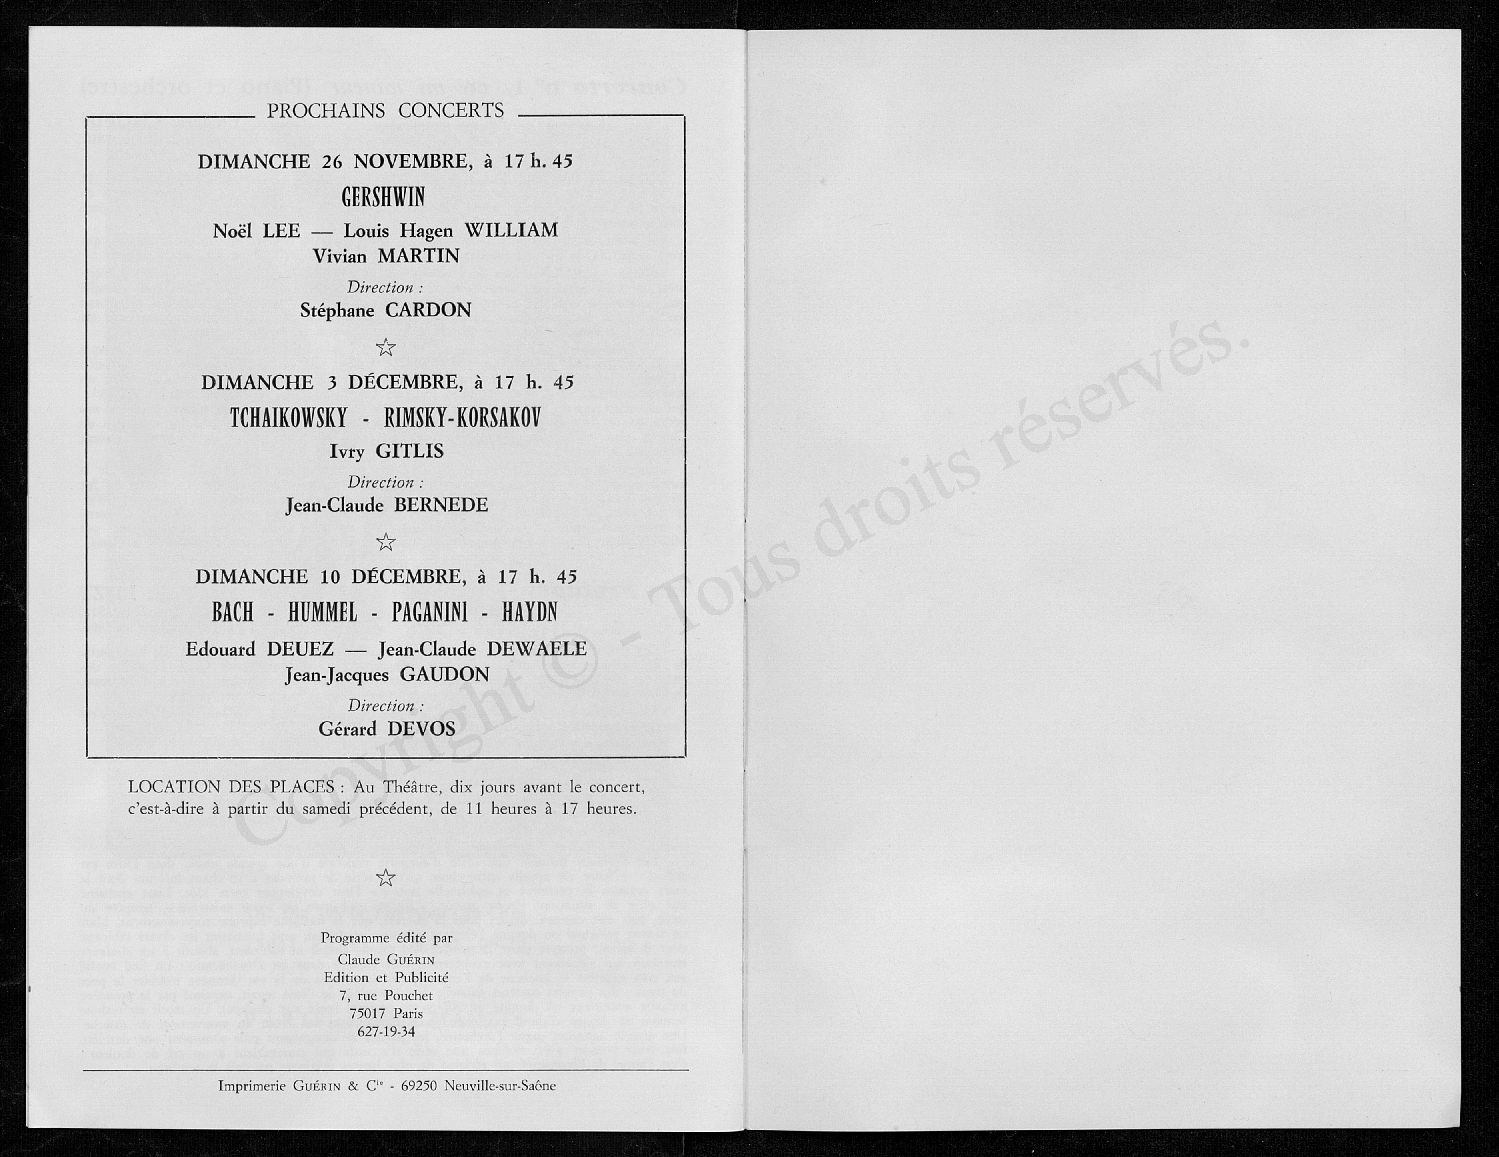 PROCHAINS CONCERTS
DIMANCHE 26 NOVEMBRE, à 17 h. 45
GERSHWIN
Noël LEE — Louis Hagen WILLIAM
Vivian MARTIN
Direction :
Stéphane CARDON
☆
DIMANCHE 3 DÉCEMBRE, à 17 h. 45
TCHAIKOWSKY - RIMSKY-KORSAKOV
Ivry GITLIS
Direction :
Jean-Claude BERNEDE
☆
DIMANCHE 10 DÉCEMBRE, à 17 h. 45
BACH - HUMMEL - PAGANINI - HAYDN
Edouard DEUEZ — Jean-Claude DEWAELE
Jean-Jacques GAUDON
Direction :
Gérard DEVOS
LOCATION DES PLACES : Au Théâtre, dix jours avant le concert,
c'est-à-dire à partir du samedi précédent, de 11 heures à 17 heures.
☆
Programme édité par
Claude GUÉRIN
Edition et Publicité
7, rue Pouchet
75017 Paris
627-19-34
Imprimerie GUÉRIN & Cie - 69250 Neuville-sur-Saône
Copyright © - Tous droits réservés.